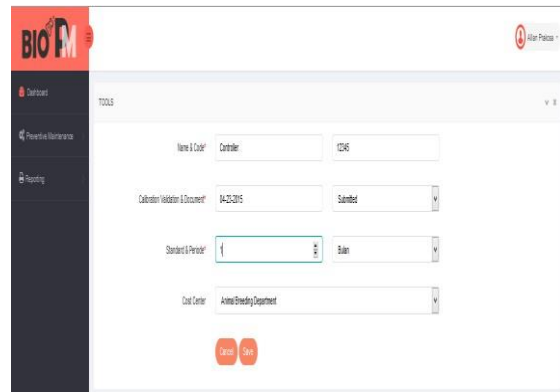 BIO PM
Allan Prakosa
Dashboard
TOOLS
Preventive Maintenance
Name & Code* Controller 12345
Reporting
Calibration Validation & Document* 04-23-2015 Submitted
Standard & Periode* 1 Bulan
Cost Center Animal Breeding Department
Cancel Save